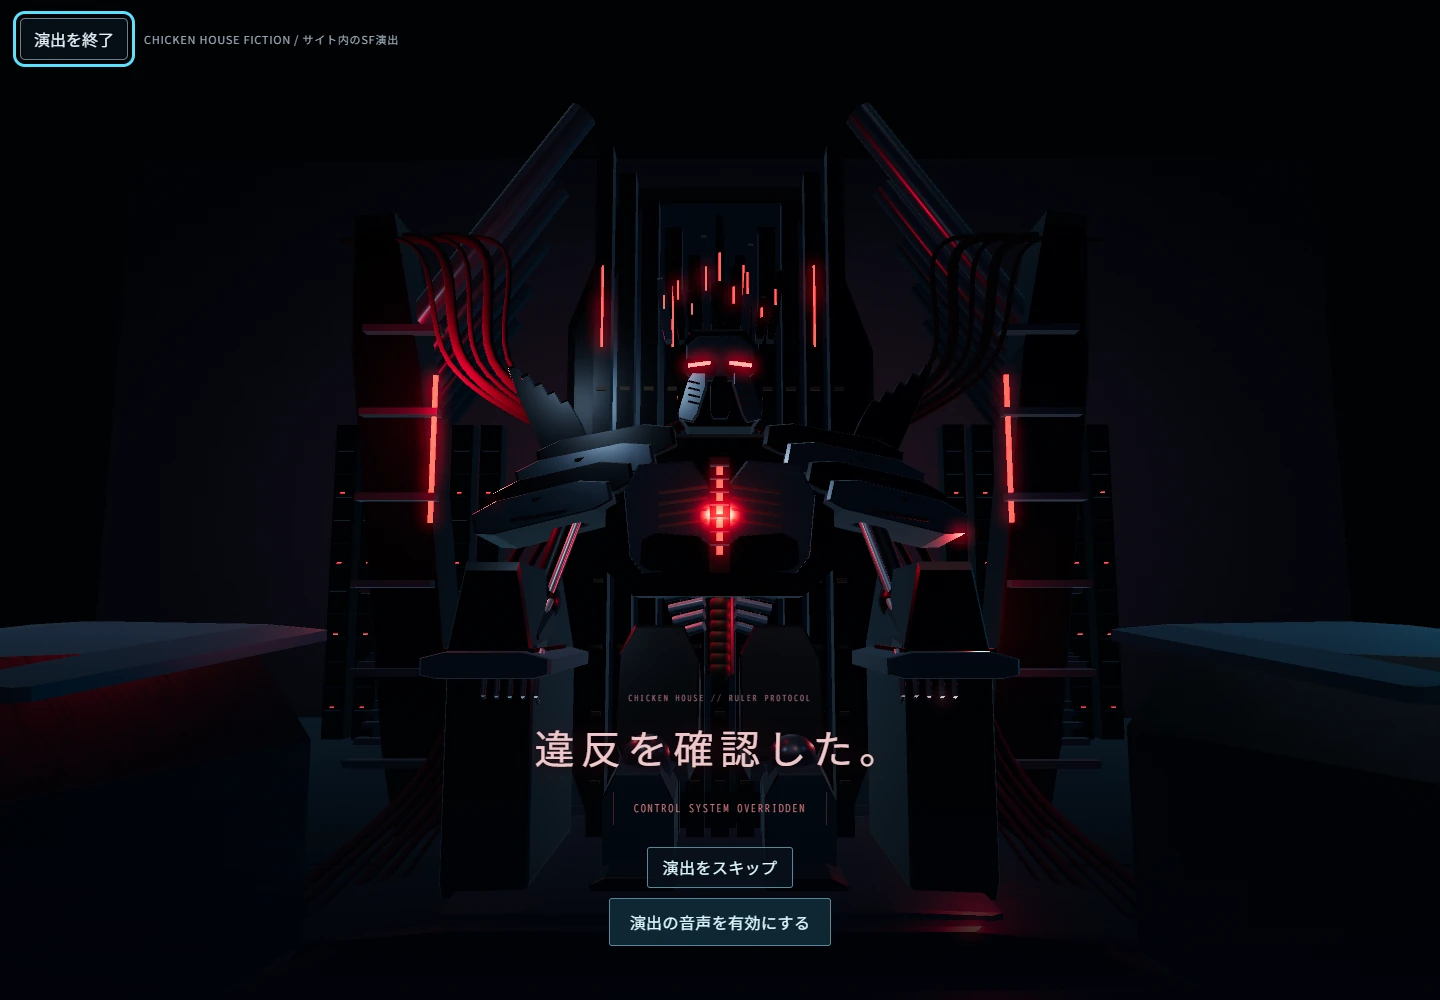 演出を終了
CHICKEN HOUSE FICTION / サイト内のSF演出
CHICKEN HOUSE // RULER PROTOCOL
違反を確認した。
CONTROL SYSTEM OVERRIDDEN
演出をスキップ
演出の音声を有効にする